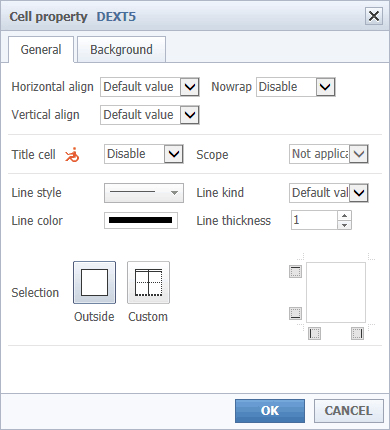 Cell property DEXT5
General Background
Horizontal align Default value Nowrap Disable
Vertical align Default value
Title cell Disable Scope Not applica
Line style Line kind Default val
Line color Line thickness 1
Selection
Outside Custom
OK CANCEL